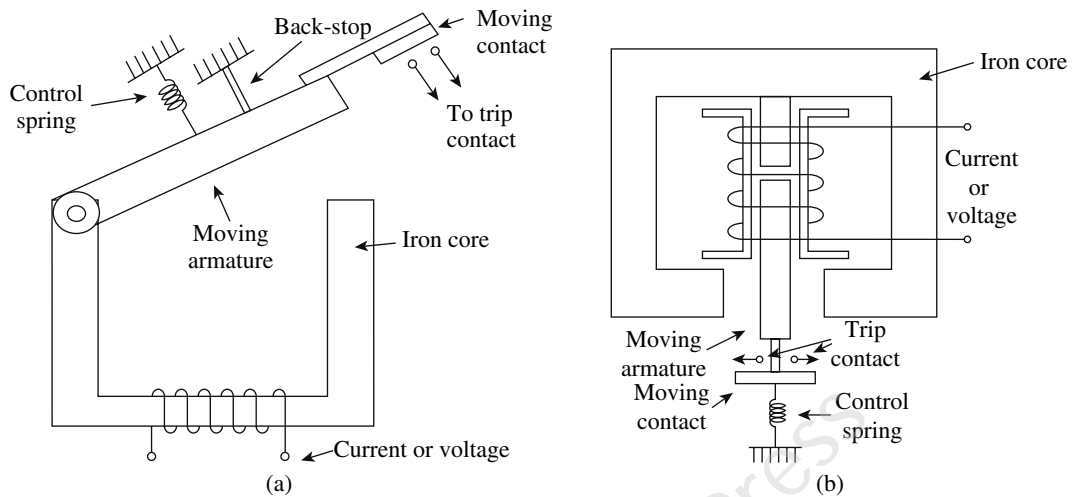 Back-stop
Moving
contact
Control
spring
To trip
contact
Moving
armature
Iron core
Current or voltage
(a)
Iron core
Current
or
voltage
Moving
armature
Trip
contact
Moving
contact
Control
spring
(b)
ress